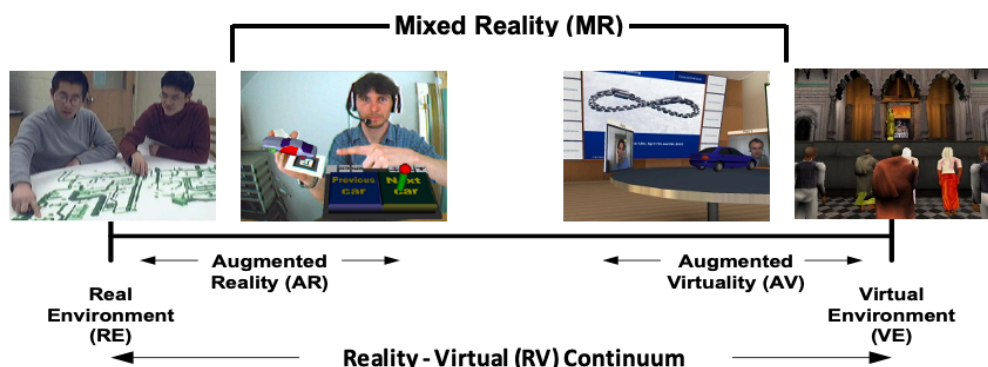 Mixed Reality (MR)
Previous
car
Next
car
Augmented
Reality (AR)
Augmented
Virtuality (AV)
Real
Environment
(RE)
Virtual
Environment
(VE)
Reality - Virtual (RV) Continuum